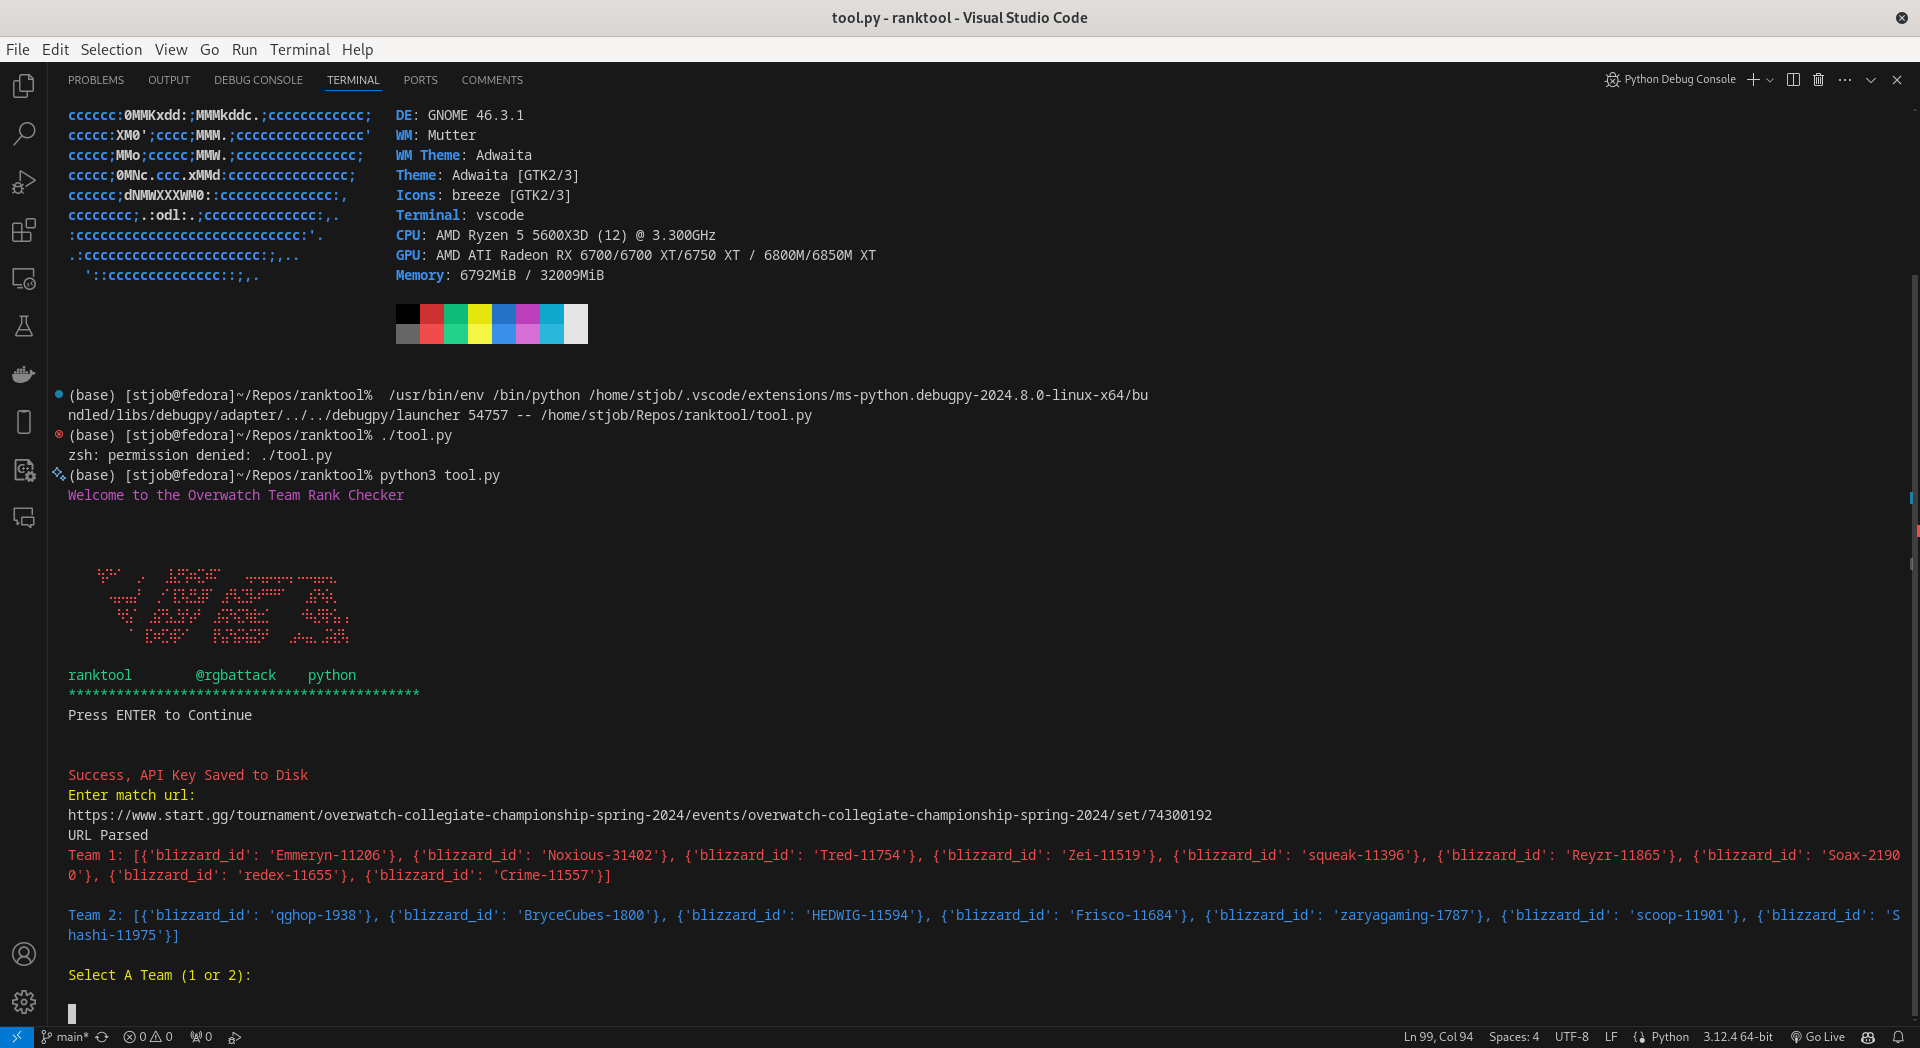 tool.py - ranktool - Visual Studio Code
File Edit Selection View Go Run Terminal Help
PROBLEMS OUTPUT DEBUG CONSOLE TERMINAL PORTS COMMENTS Python Debug Console
cccccc:0MMKxdd:;MMMkddc.;cccccccccccc; DE: GNOME 46.3.1
ccccc:XM0';cccc;MMM.;cccccccccccccccc' WM: Mutter
ccccc;MMo;ccccc;MMW.;ccccccccccccccc; WM Theme: Adwaita
ccccc;0MNc.ccc.xMMd:ccccccccccccccc; Theme: Adwaita [GTK2/3]
cccccc;dNMWXXXWM0::cccccccccccccc:, Icons: breeze [GTK2/3]
cccccccc;.:odl:.;cccccccccccccc:,. Terminal: vscode
:cccccccccccccccccccccccccccc:'. CPU: AMD Ryzen 5 5600X3D (12) @ 3.300GHz
.:cccccccccccccccccccccc:;,.. GPU: AMD ATI Radeon RX 6700/6700 XT/6750 XT / 6800M/6850M XT
'::cccccccccccccc::;,. Memory: 6792MiB / 32009MiB
(base) [stjob@fedora]~/Repos/ranktool% /usr/bin/env /bin/python /home/stjob/.vscode/extensions/ms-python.debugpy-2024.8.0-linux-x64/bu
ndled/libs/debugpy/adapter/../../debugpy/launcher 54757 -- /home/stjob/Repos/ranktool/tool.py
(base) [stjob@fedora]~/Repos/ranktool% ./tool.py
zsh: permission denied: ./tool.py
(base) [stjob@fedora]~/Repos/ranktool% python3 tool.py
Welcome to the Overwatch Team Rank Checker
ranktool @rgbattack python
********************************************
Press ENTER to Continue
Success, API Key Saved to Disk
Enter match url:
https://www.start.gg/tournament/overwatch-collegiate-championship-spring-2024/events/overwatch-collegiate-championship-spring-2024/set/74300192
URL Parsed
Team 1: [{'blizzard_id': 'Emmeryn-11206'}, {'blizzard_id': 'Noxious-31402'}, {'blizzard_id': 'Tred-11754'}, {'blizzard_id': 'Zei-11519'}, {'blizzard_id': 'squeak-11396'}, {'blizzard_id': 'Reyzr-11865'}, {'blizzard_id': 'Soax-2190
0'}, {'blizzard_id': 'redex-11655'}, {'blizzard_id': 'Crime-11557'}]
Team 2: [{'blizzard_id': 'qghop-1938'}, {'blizzard_id': 'BryceCubes-1800'}, {'blizzard_id': 'HEDWIG-11594'}, {'blizzard_id': 'Frisco-11684'}, {'blizzard_id': 'zaryagaming-1787'}, {'blizzard_id': 'scoop-11901'}, {'blizzard_id': 'S
hashi-11975'}]
Select A Team (1 or 2):
main* 0 0 0 Ln 99, Col 94 Spaces: 4 UTF-8 LF Python 3.12.4 64-bit Go Live